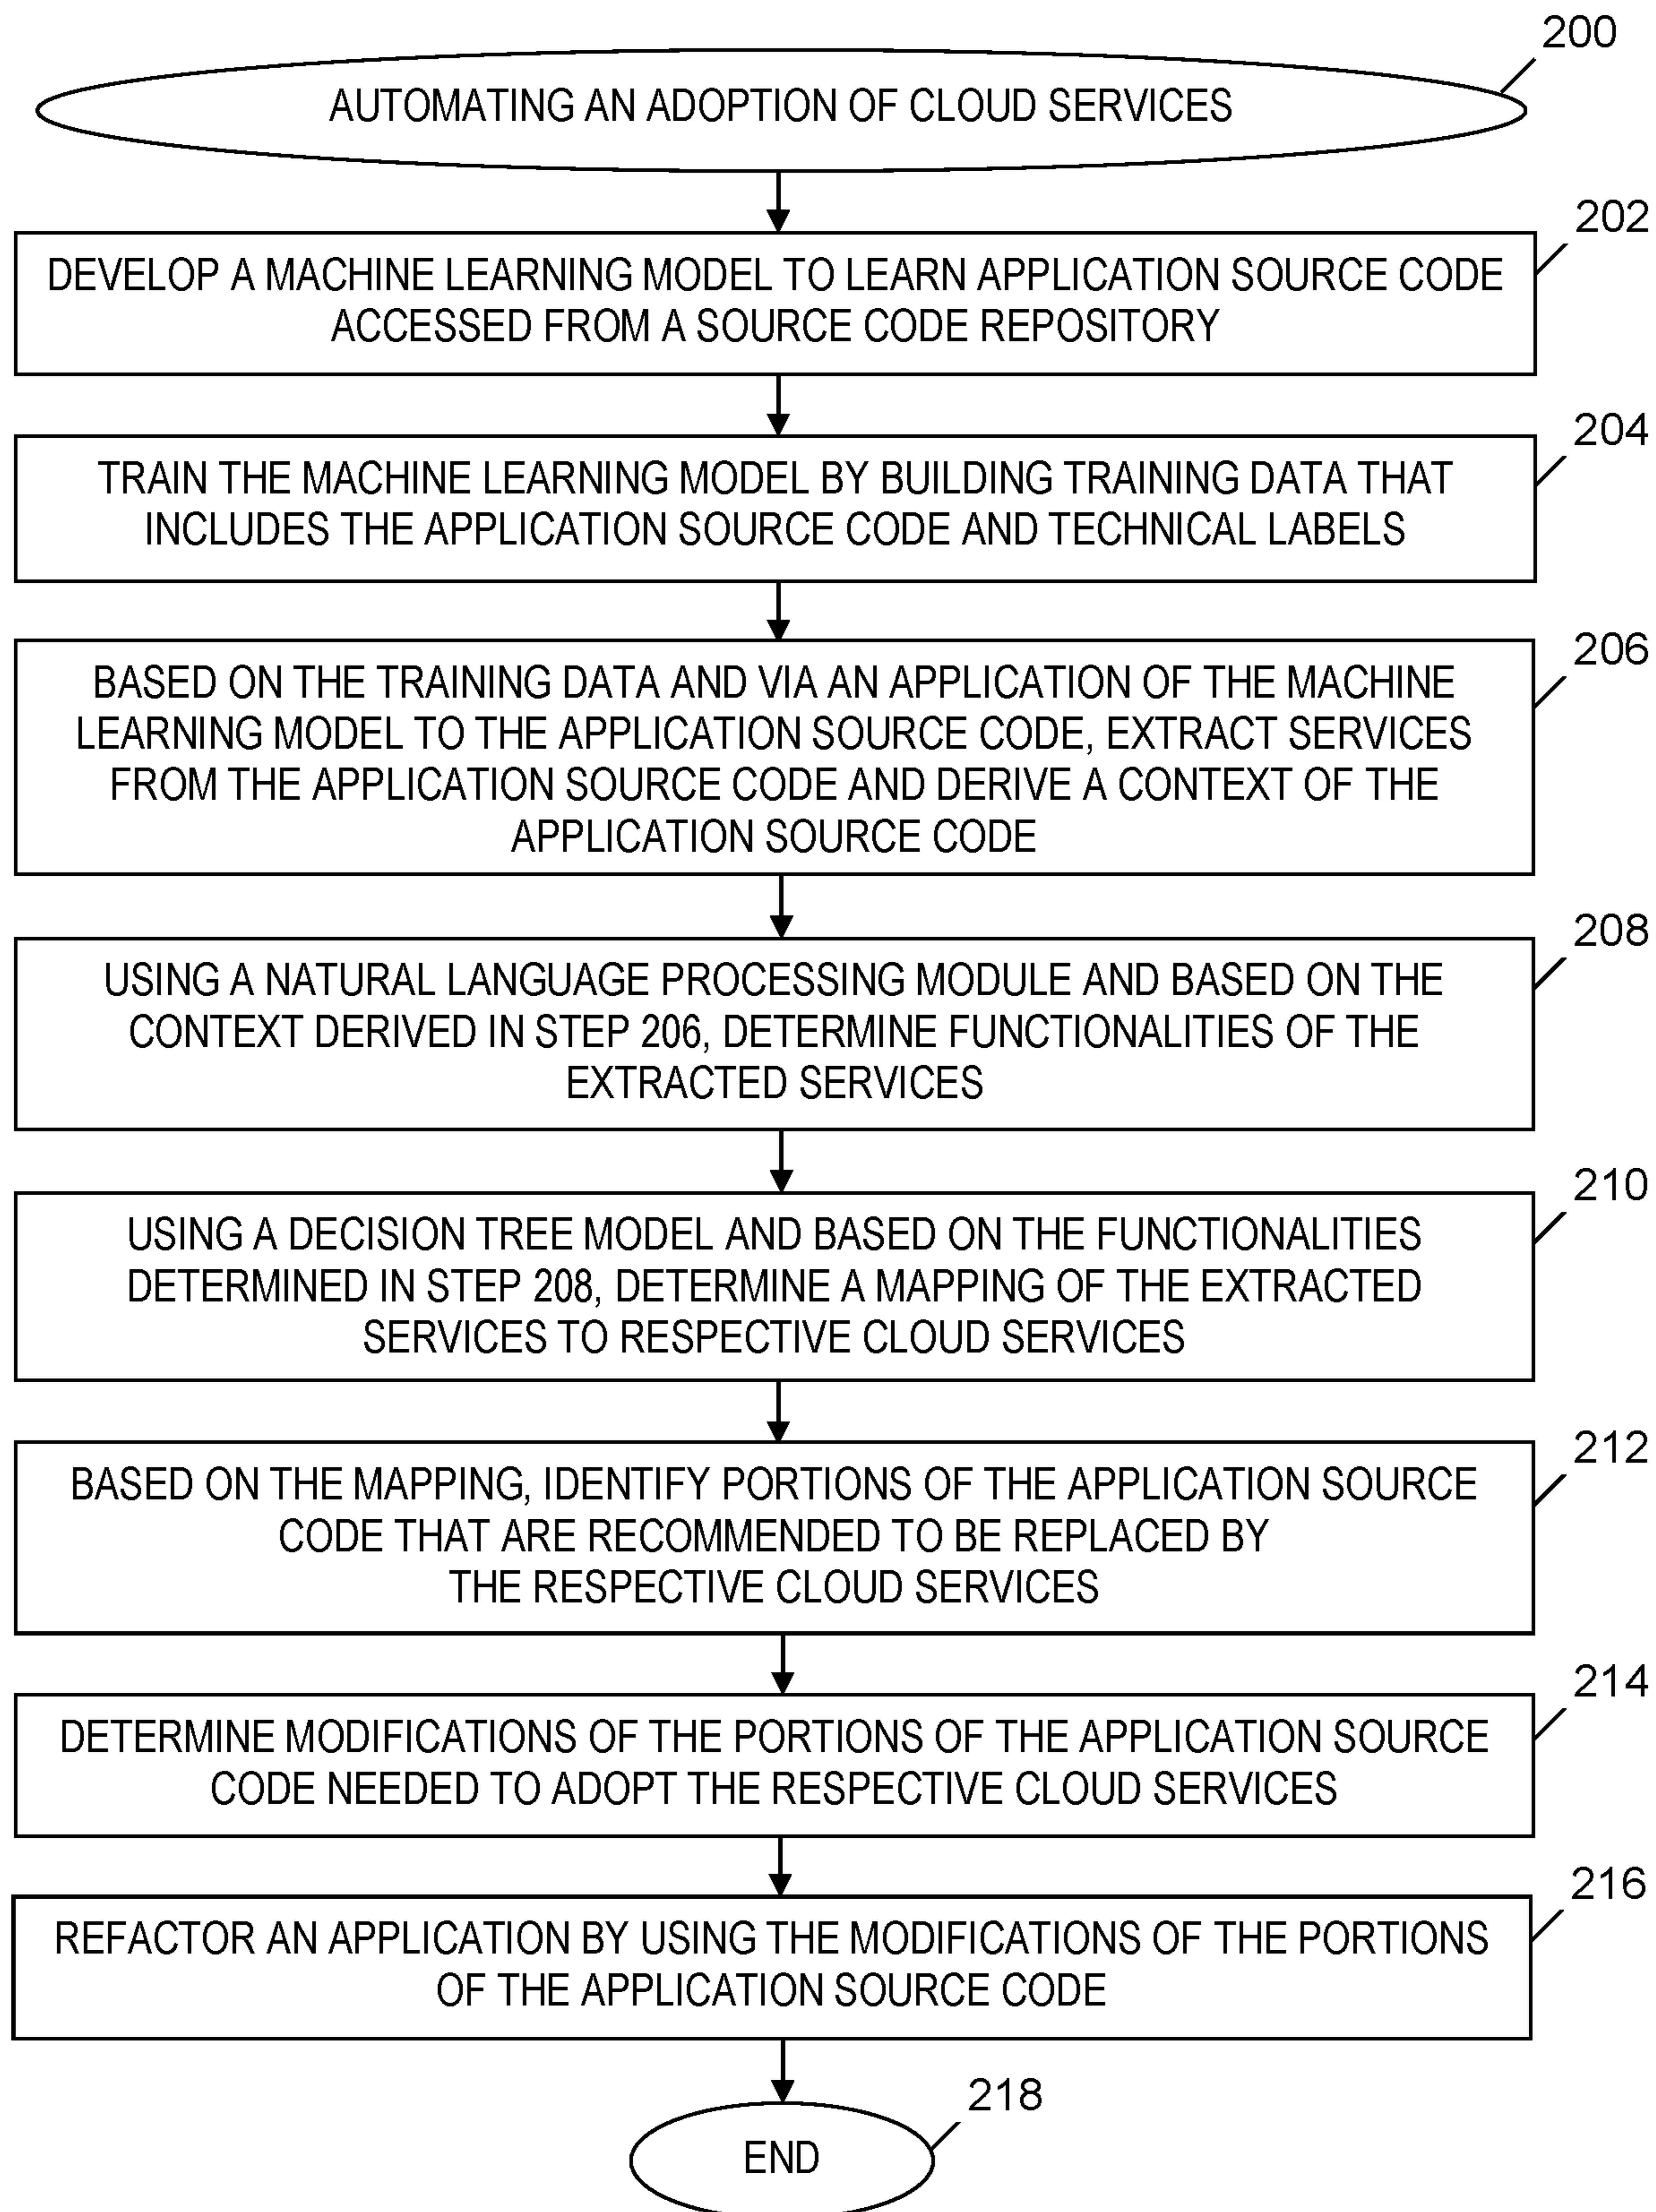 200
AUTOMATING AN ADOPTION OF CLOUD SERVICES
202
DEVELOP A MACHINE LEARNING MODEL TO LEARN APPLICATION SOURCE CODE
ACCESSED FROM A SOURCE CODE REPOSITORY
204
TRAIN THE MACHINE LEARNING MODEL BY BUILDING TRAINING DATA THAT
INCLUDES THE APPLICATION SOURCE CODE AND TECHNICAL LABELS
206
BASED ON THE TRAINING DATA AND VIA AN APPLICATION OF THE MACHINE
LEARNING MODEL TO THE APPLICATION SOURCE CODE, EXTRACT SERVICES
FROM THE APPLICATION SOURCE CODE AND DERIVE A CONTEXT OF THE
APPLICATION SOURCE CODE
208
USING A NATURAL LANGUAGE PROCESSING MODULE AND BASED ON THE
CONTEXT DERIVED IN STEP 206, DETERMINE FUNCTIONALITIES OF THE
EXTRACTED SERVICES
210
USING A DECISION TREE MODEL AND BASED ON THE FUNCTIONALITIES
DETERMINED IN STEP 208, DETERMINE A MAPPING OF THE EXTRACTED
SERVICES TO RESPECTIVE CLOUD SERVICES
212
BASED ON THE MAPPING, IDENTIFY PORTIONS OF THE APPLICATION SOURCE
CODE THAT ARE RECOMMENDED TO BE REPLACED BY
THE RESPECTIVE CLOUD SERVICES
214
DETERMINE MODIFICATIONS OF THE PORTIONS OF THE APPLICATION SOURCE
CODE NEEDED TO ADOPT THE RESPECTIVE CLOUD SERVICES
216
REFACTOR AN APPLICATION BY USING THE MODIFICATIONS OF THE PORTIONS
OF THE APPLICATION SOURCE CODE
218
END